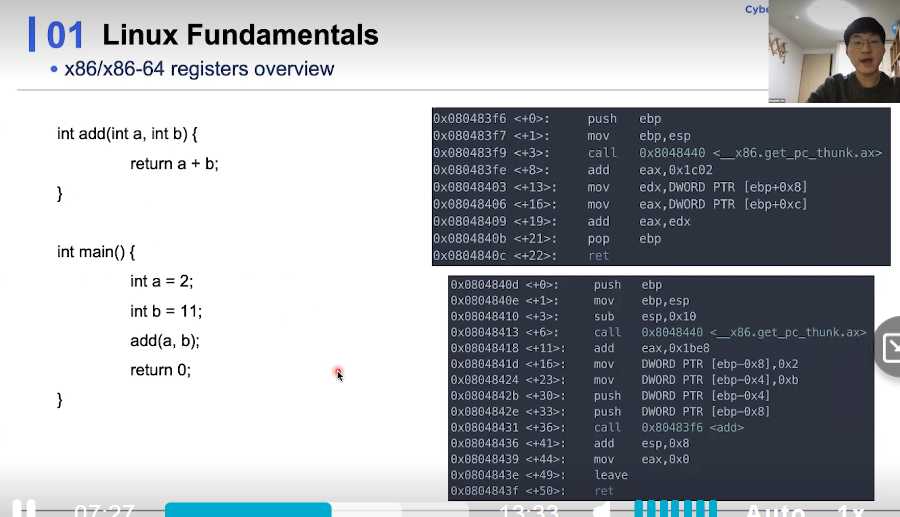 Cybe
01 Linux Fundamentals
• x86/x86-64 registers overview
int add(int a, int b) {
return a + b;
}
int main() {
int a = 2;
int b = 11;
add(a, b);
return 0;
}
0x080483f6 <+0>: push ebp
0x080483f7 <+1>: mov ebp,esp
0x080483f9 <+3>: call 0x8048440 <__x86.get_pc_thunk.ax>
0x080483fe <+8>: add eax,0x1c02
0x08048403 <+13>: mov edx,DWORD PTR [ebp+0x8]
0x08048406 <+16>: mov eax,DWORD PTR [ebp+0xc]
0x08048409 <+19>: add eax,edx
0x0804840b <+21>: pop ebp
0x0804840c <+22>: ret
0x0804840d <+0>: push ebp
0x0804840e <+1>: mov ebp,esp
0x08048410 <+3>: sub esp,0x10
0x08048413 <+6>: call 0x8048440 <__x86.get_pc_thunk.ax>
0x08048418 <+11>: add eax,0x1be8
0x0804841d <+16>: mov DWORD PTR [ebp-0x8],0x2
0x08048424 <+23>: mov DWORD PTR [ebp-0x4],0xb
0x0804842b <+30>: push DWORD PTR [ebp-0x4]
0x0804842e <+33>: push DWORD PTR [ebp-0x8]
0x08048431 <+36>: call 0x80483f6 <add>
0x08048436 <+41>: add esp,0x8
0x08048439 <+44>: mov eax,0x0
0x0804843e <+49>: leave
0x0804843f <+50>: ret
07:27 13:33 Auto 1x